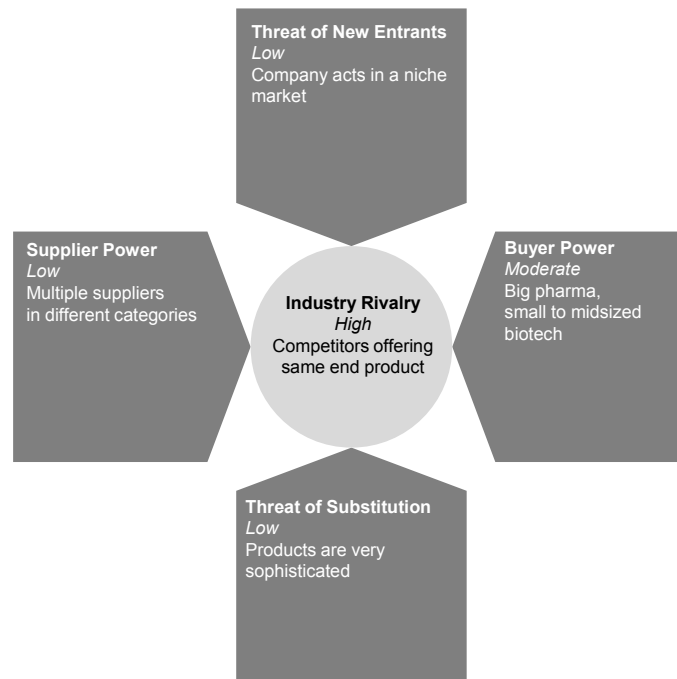 Threat of New Entrants
Low
Company acts in a niche
market
Supplier Power
Low
Multiple suppliers
in different categories
Industry Rivalry
High
Competitors offering
same end product
Buyer Power
Moderate
Big pharma,
small to midsized
biotech
Threat of Substitution
Low
Products are very
sophisticated